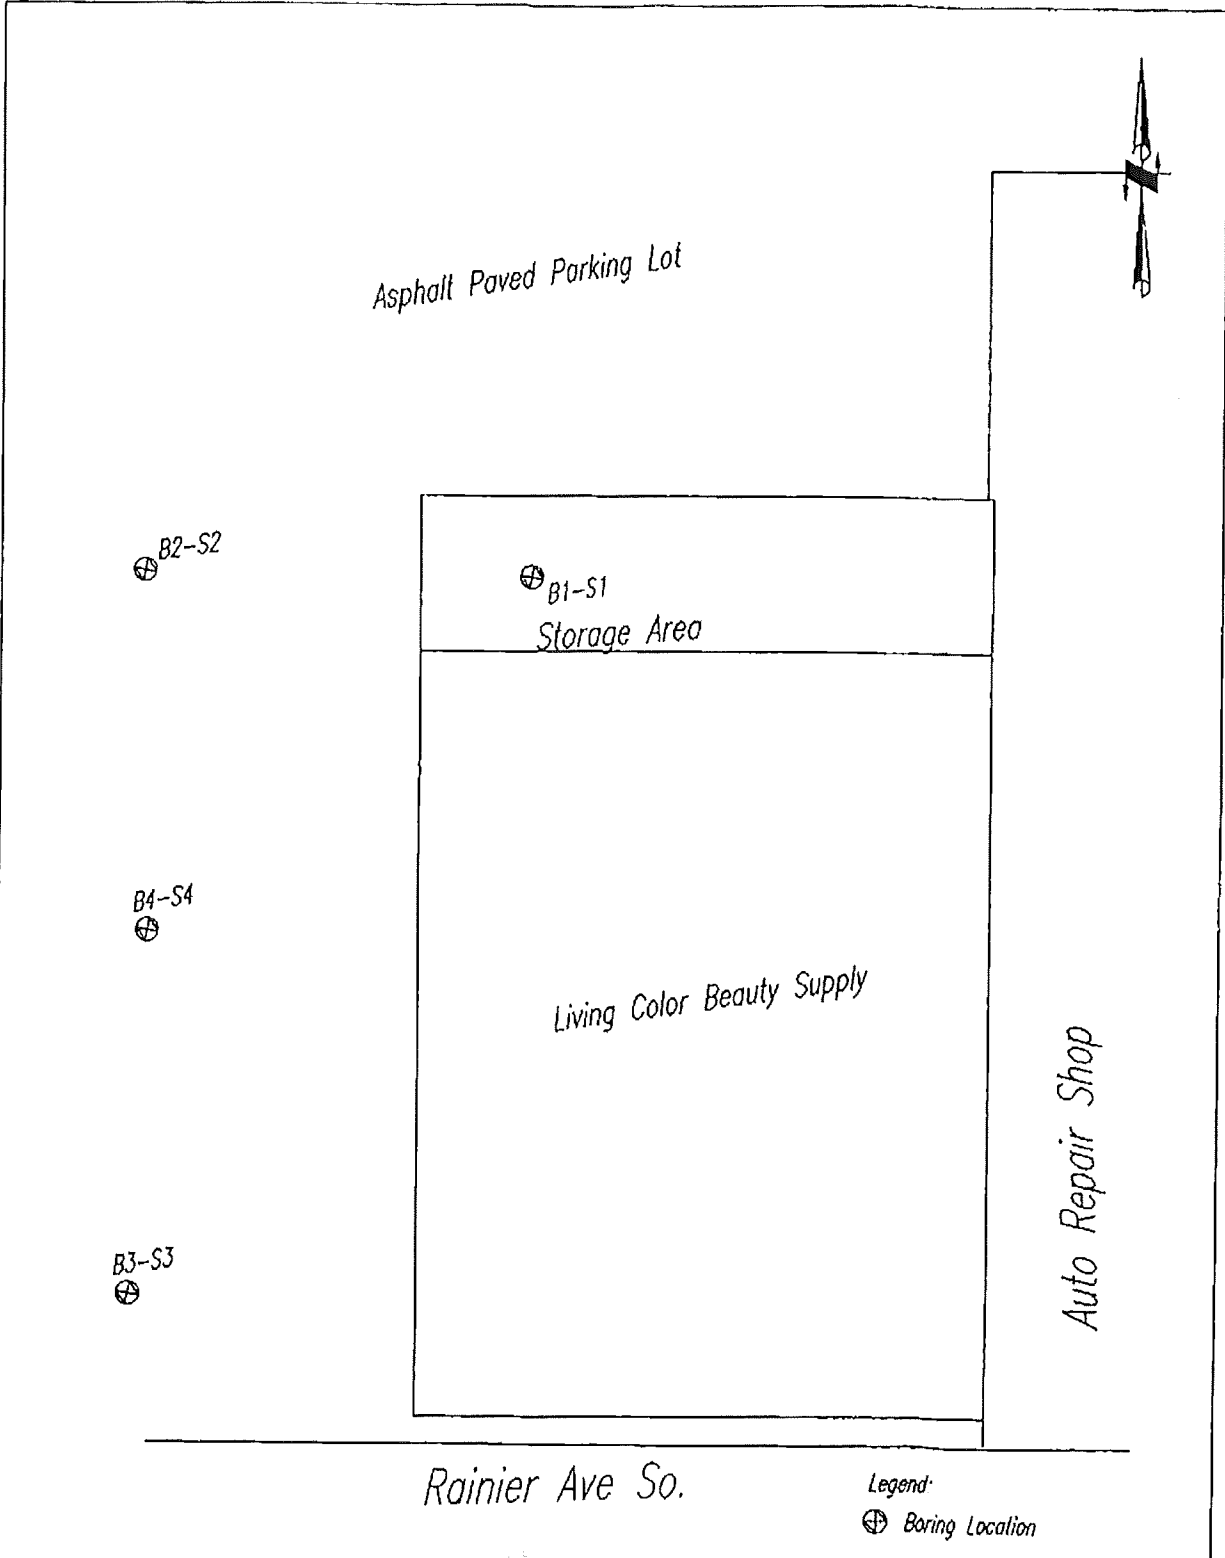 Asphalt Paved Parking Lot
B2-S2
B1-S1
Storage Area
B4-S4
Living Color Beauty Supply
Auto Repair Shop
B3-S3
Rainier Ave So.
Legend:
Boring Location